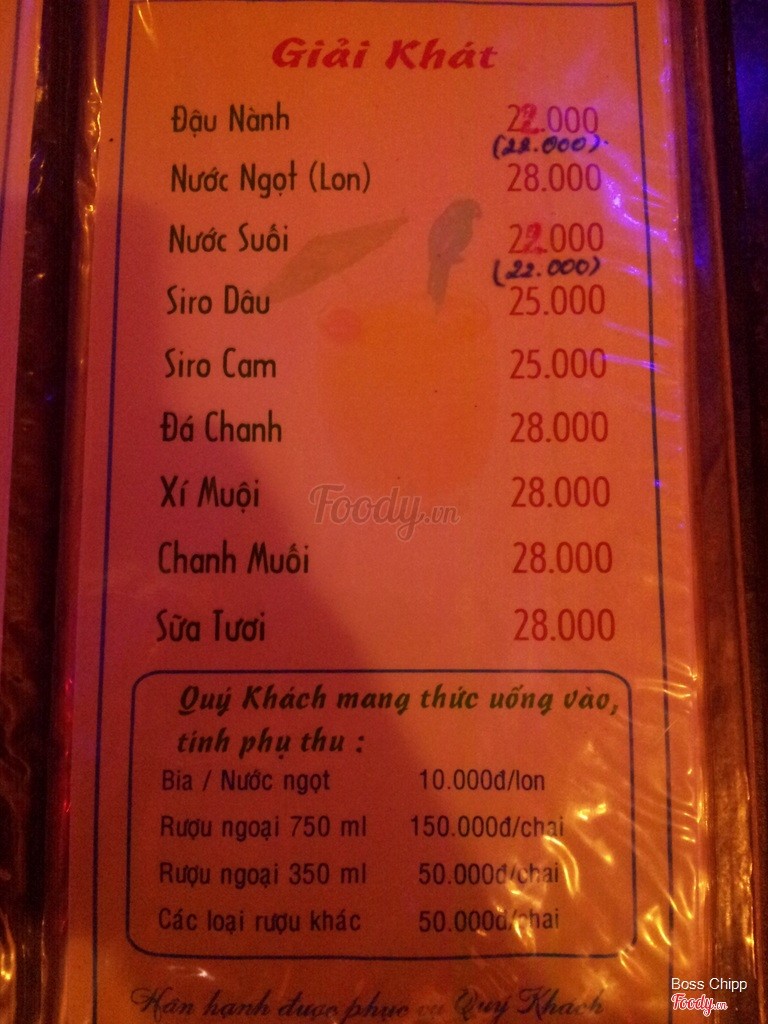 Giải Khát
Đậu Nành 22.000
(22.000).
Nước Ngọt (Lon) 28.000
Nước Suối 22.000
(22.000)
Siro Dâu 25.000
Siro Cam 25.000
Đá Chanh 28.000
Xí Muội 28.000
Foody.vn
Chanh Muối 28.000
Sữa Tươi 28.000
Quý Khách mang thức uống vào,
tính phụ thu :
Bia / Nước ngọt 10.000đ/lon
Rượu ngoại 750 ml 150.000đ/chai
Rượu ngoại 350 ml 50.000đ/chai
Các loại rượu khác 50.000đ/chai
Hân hạnh được phục Quý Khách
Boss Chipp
Foody.vn